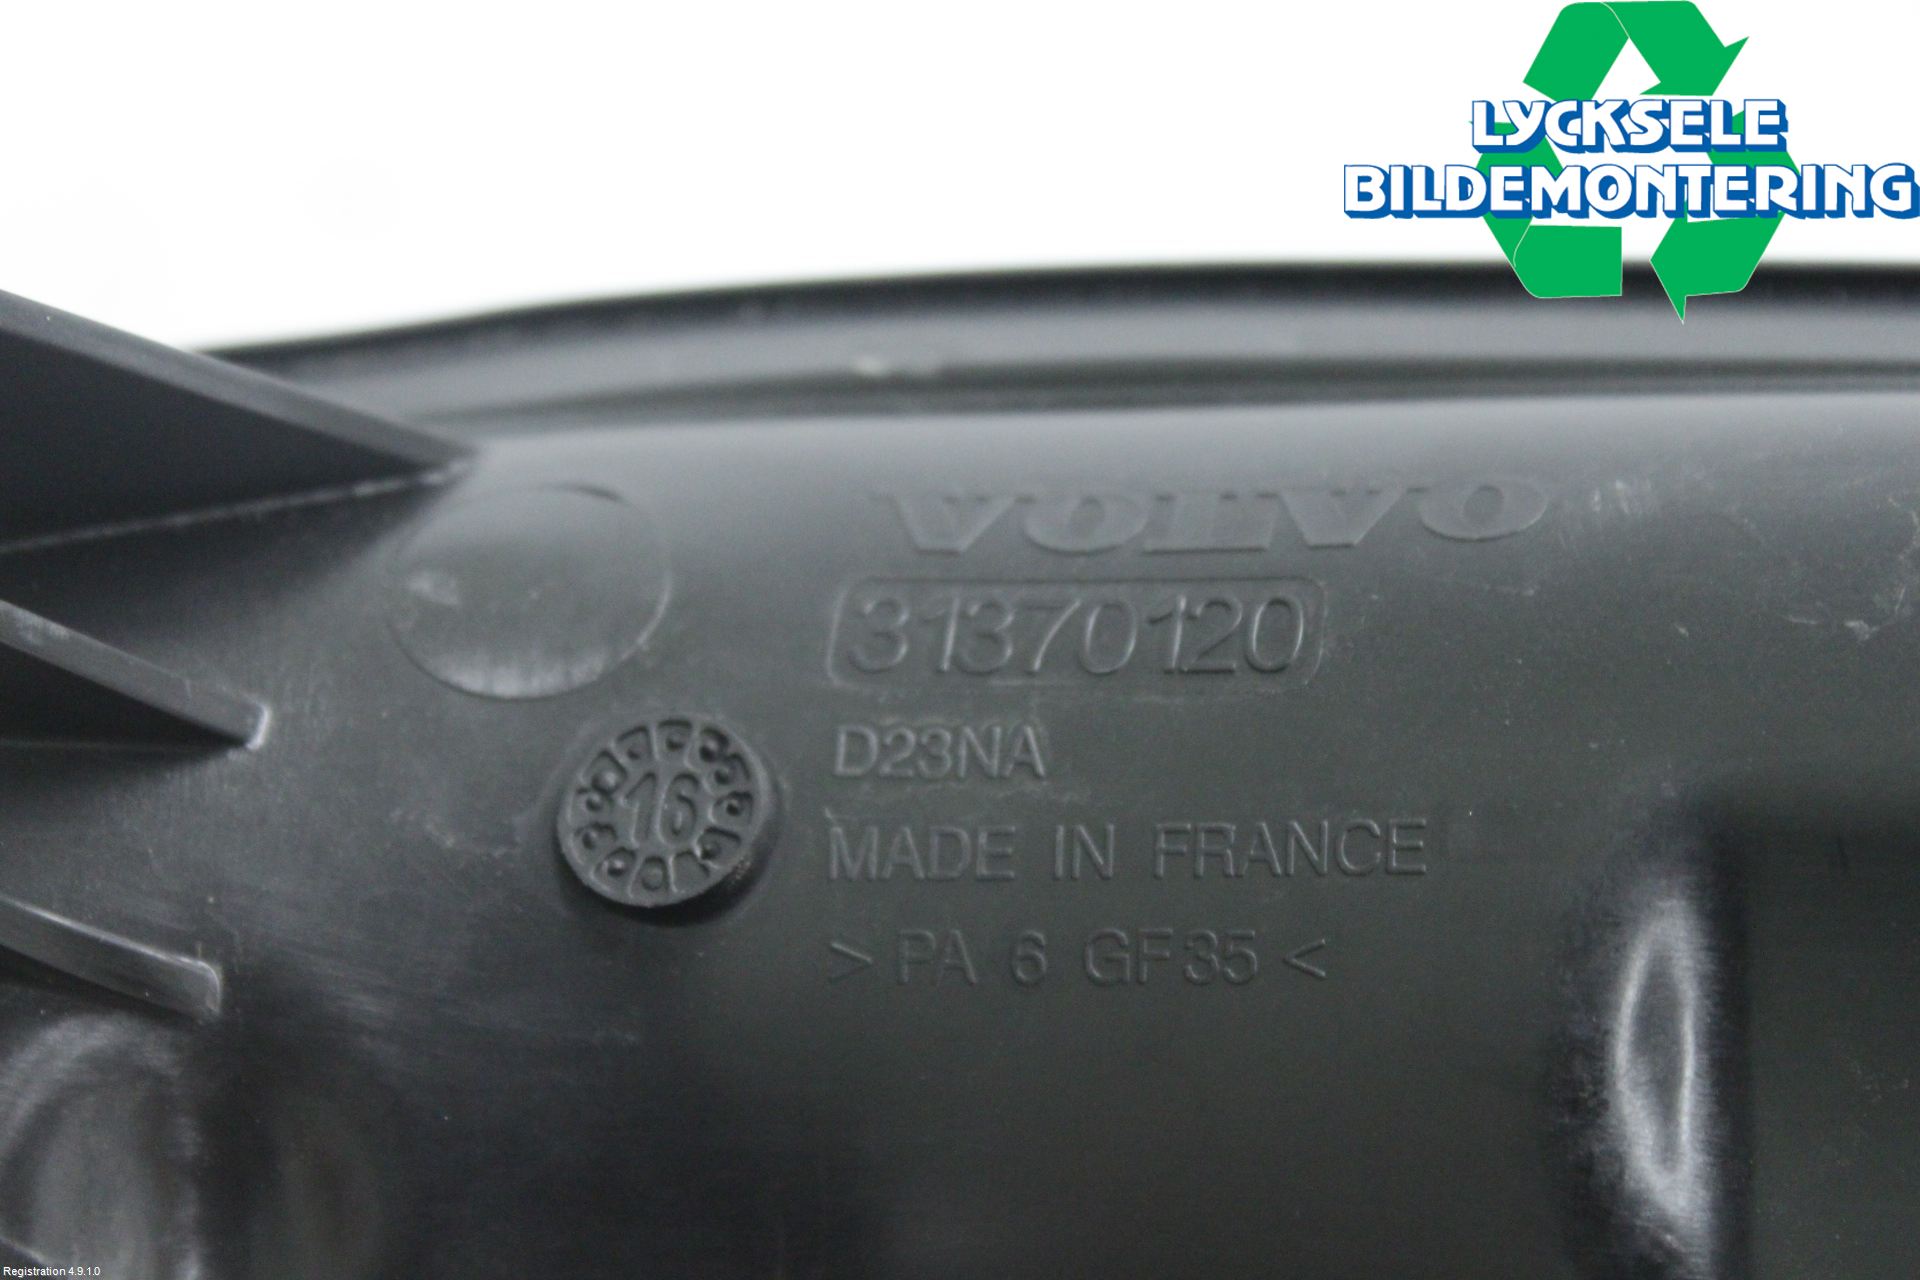 LYCKSELE
BILDEMONTERING
VOLVO
31370120
D23NA
16
MADE IN FRANCE
> PA 6 GF35 <
Registration 4.9.1.0